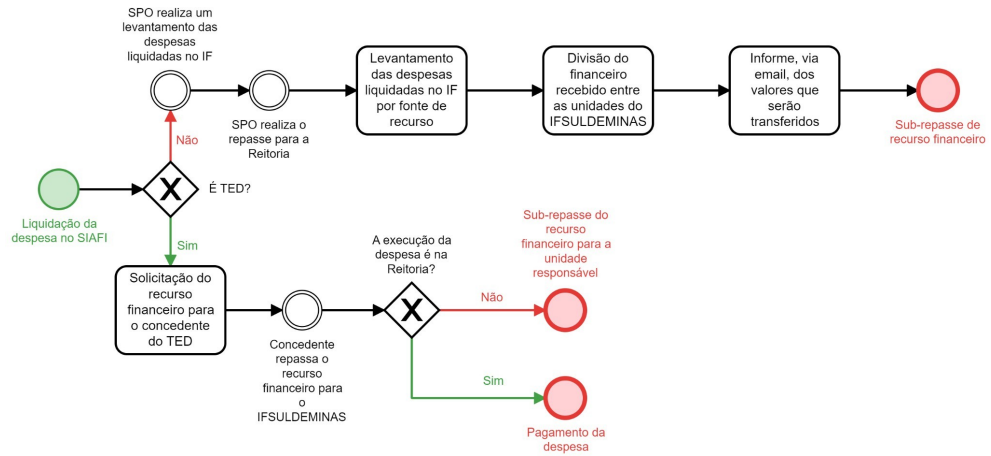 SPO realiza um
levantamento das
despesas
liquidadas no IF
SPO realiza o
repasse para a
Reitoria
Levantamento
das despesas
liquidadas no IF
por fonte de
recurso
Divisão do
financeiro
recebido entre
as unidades do
IFSULDEMINAS
Informe, via
email, dos
valores que
serão
transferidos
Sub-repasse de
recurso financeiro
Não
É TED?
Liquidação da
despesa no SIAFI
Sim
Solicitação do
recurso
financeiro para
o concedente
do TED
Concedente
repassa o
recurso
financeiro para
o
IFSULDEMINAS
A execução da
despesa é na
Reitoria?
Não
Sub-repasse do
recurso
financeiro para a
unidade
responsável
Sim
Pagamento da
despesa